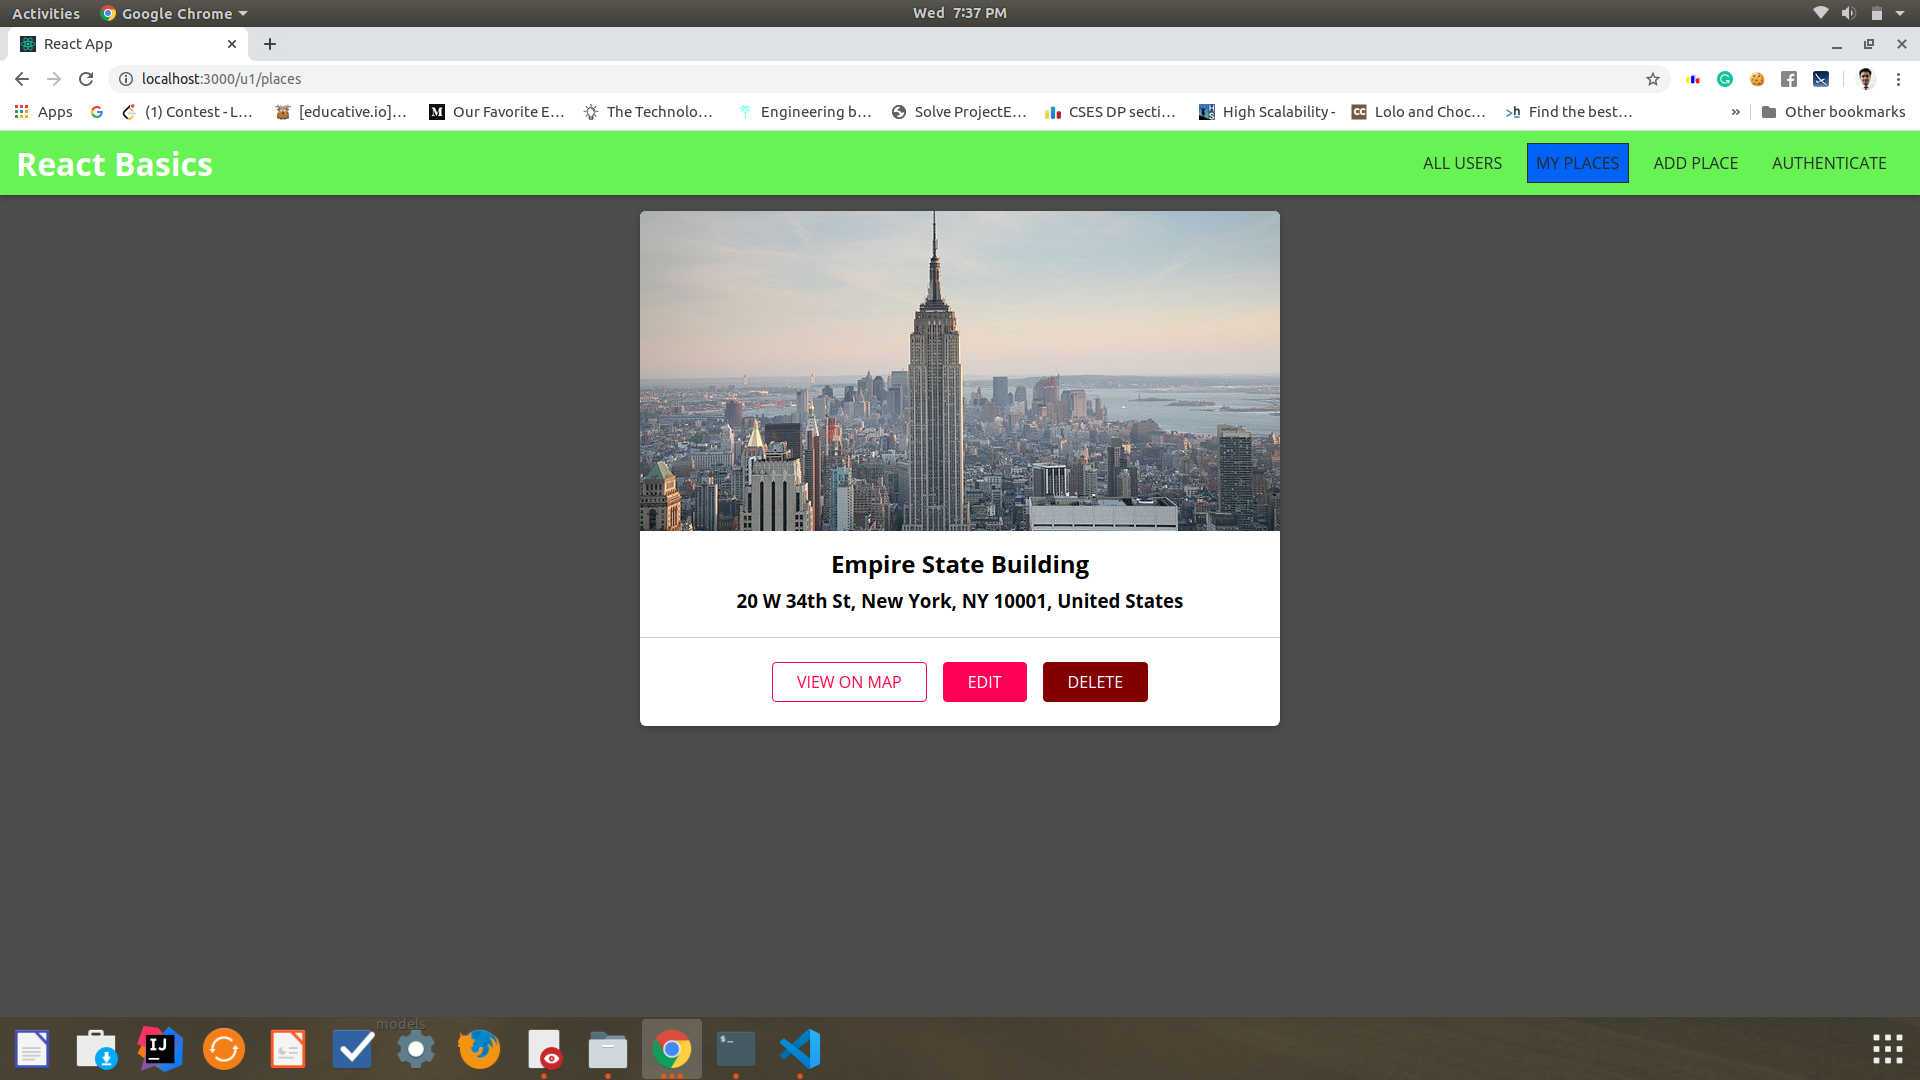 Activities Google Chrome Wed 7:37 PM
React App
localhost:3000/u1/places
Apps (1) Contest - L... [educative.io]... Our Favorite E... The Technolo... Engineering b... Solve ProjectE... CSES DP secti... High Scalability - Lolo and Choc... Find the best... » Other bookmarks
React Basics ALL USERS MY PLACES ADD PLACE AUTHENTICATE
Empire State Building
20 W 34th St, New York, NY 10001, United States
VIEW ON MAP EDIT DELETE
models